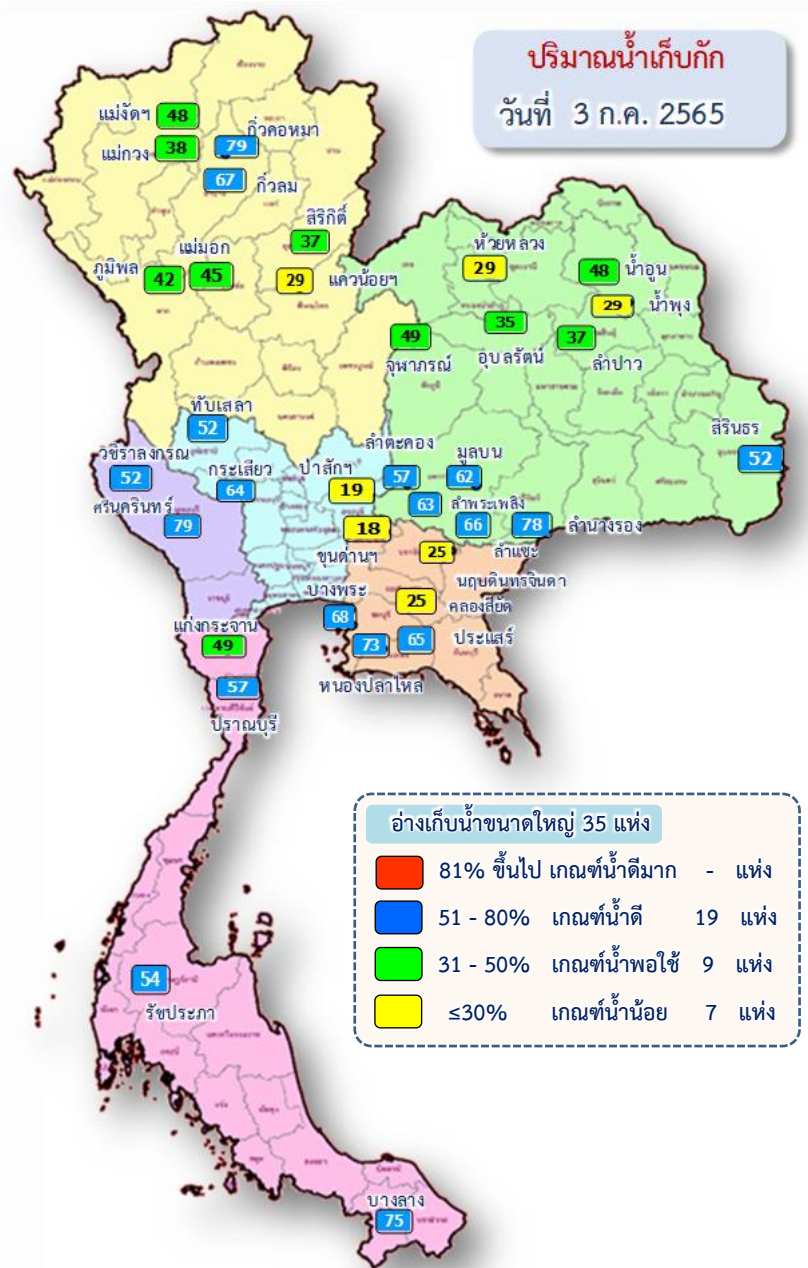 ปริมาณน้ำเก็บกัก
วันที่ 3 ก.ค. 2565
แม่งัดฯ 48
กิ่วคอหมา 79
แม่กวง 38
67 กิ่วลม
สิริกิติ์ 37
แม่มอก 45
ภูมิพล 42
29 แควน้อยฯ
ห้วยหลวง 29
48 น้ำอูน
29 น้ำพุง
35 อุบลรัตน์
37 ลำปาว
49 จุฬาภรณ์
ทับเสลา 52
สิรินธร 52
วชิราลงกรณ 52
กระเสียว 64
ป่าสักฯ 19
ลำตะคอง 57
มูลบน 62
63 ลำพระเพลิง
ศรีนครินทร์ 79
66 ลำแชะ
78 ลำนางรอง
18 ขุนด่านฯ
25 นฤบดินทรจินดา
25 คลองสียัด
บางพระ 68
65 ประแสร์
73 หนองปลาไหล
แก่งกระจาน 49
57 ปราณบุรี
อ่างเก็บน้ำขนาดใหญ่ 35 แห่ง
81% ขึ้นไป เกณฑ์น้ำดีมาก - แห่ง
51 - 80% เกณฑ์น้ำดี 19 แห่ง
31 - 50% เกณฑ์น้ำพอใช้ 9 แห่ง
≤30% เกณฑ์น้ำน้อย 7 แห่ง
54 รัชประภา
บางลาง 75